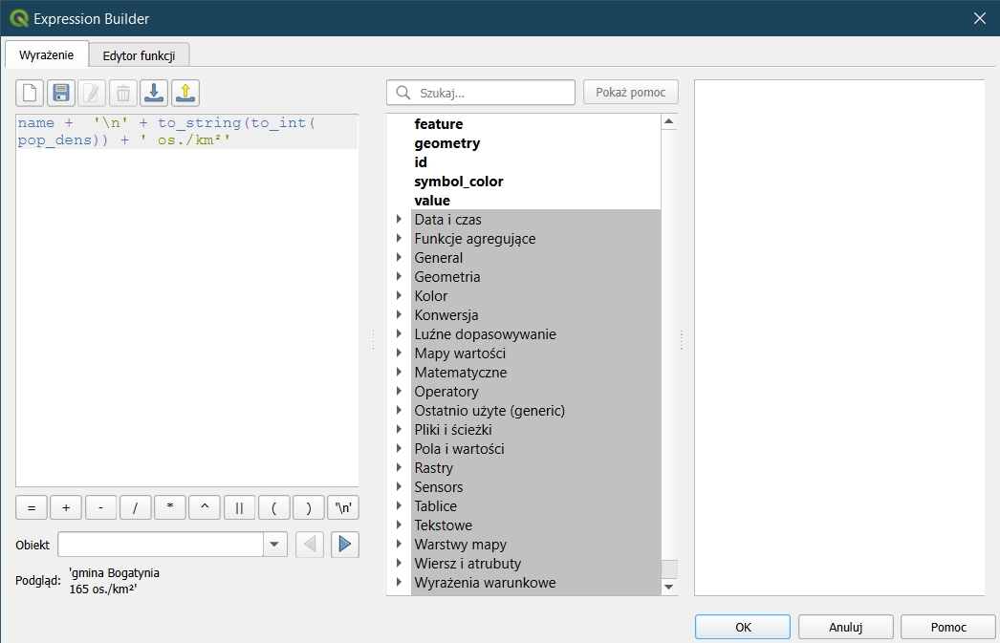 Expression Builder
Wyrażenie
Edytor funkcji
name +  '\n' + to_string(to_int(
pop_dens)) + ' os./km²'
= + - / * ^ || ( ) '\n'
Obiekt
Podgląd:
'gmina Bogatynia
165 os./km²'
Szukaj...
Pokaż pomoc
feature
geometry
id
symbol_color
value
Data i czas
Funkcje agregujące
General
Geometria
Kolor
Konwersja
Luźne dopasowywanie
Mapy wartości
Matematyczne
Operatory
Ostatnio użyte (generic)
Pliki i ścieżki
Pola i wartości
Rastry
Sensors
Tablice
Tekstowe
Warstwy mapy
Wiersz i atrybuty
Wyrażenia warunkowe
OK
Anuluj
Pomoc